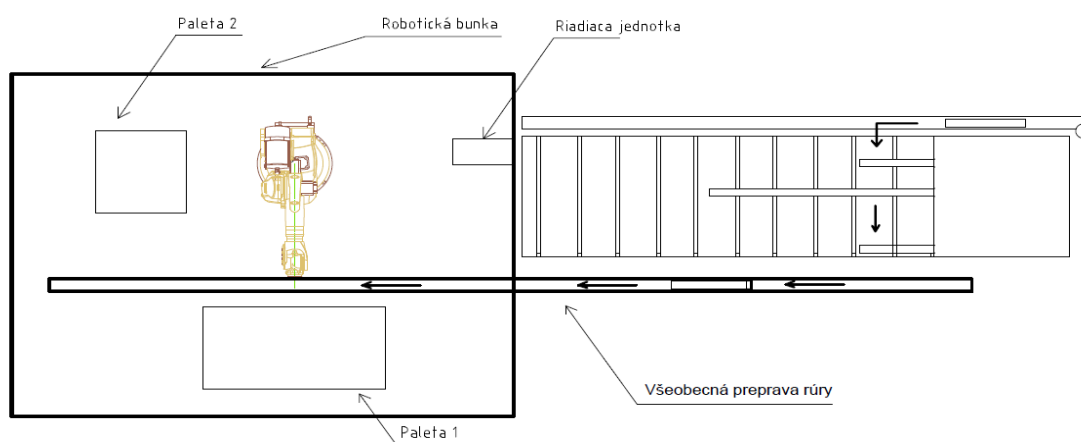 Paleta 2
Robotická bunka
Riadiaca jednotka
Všeobecná preprava rúry
Paleta 1